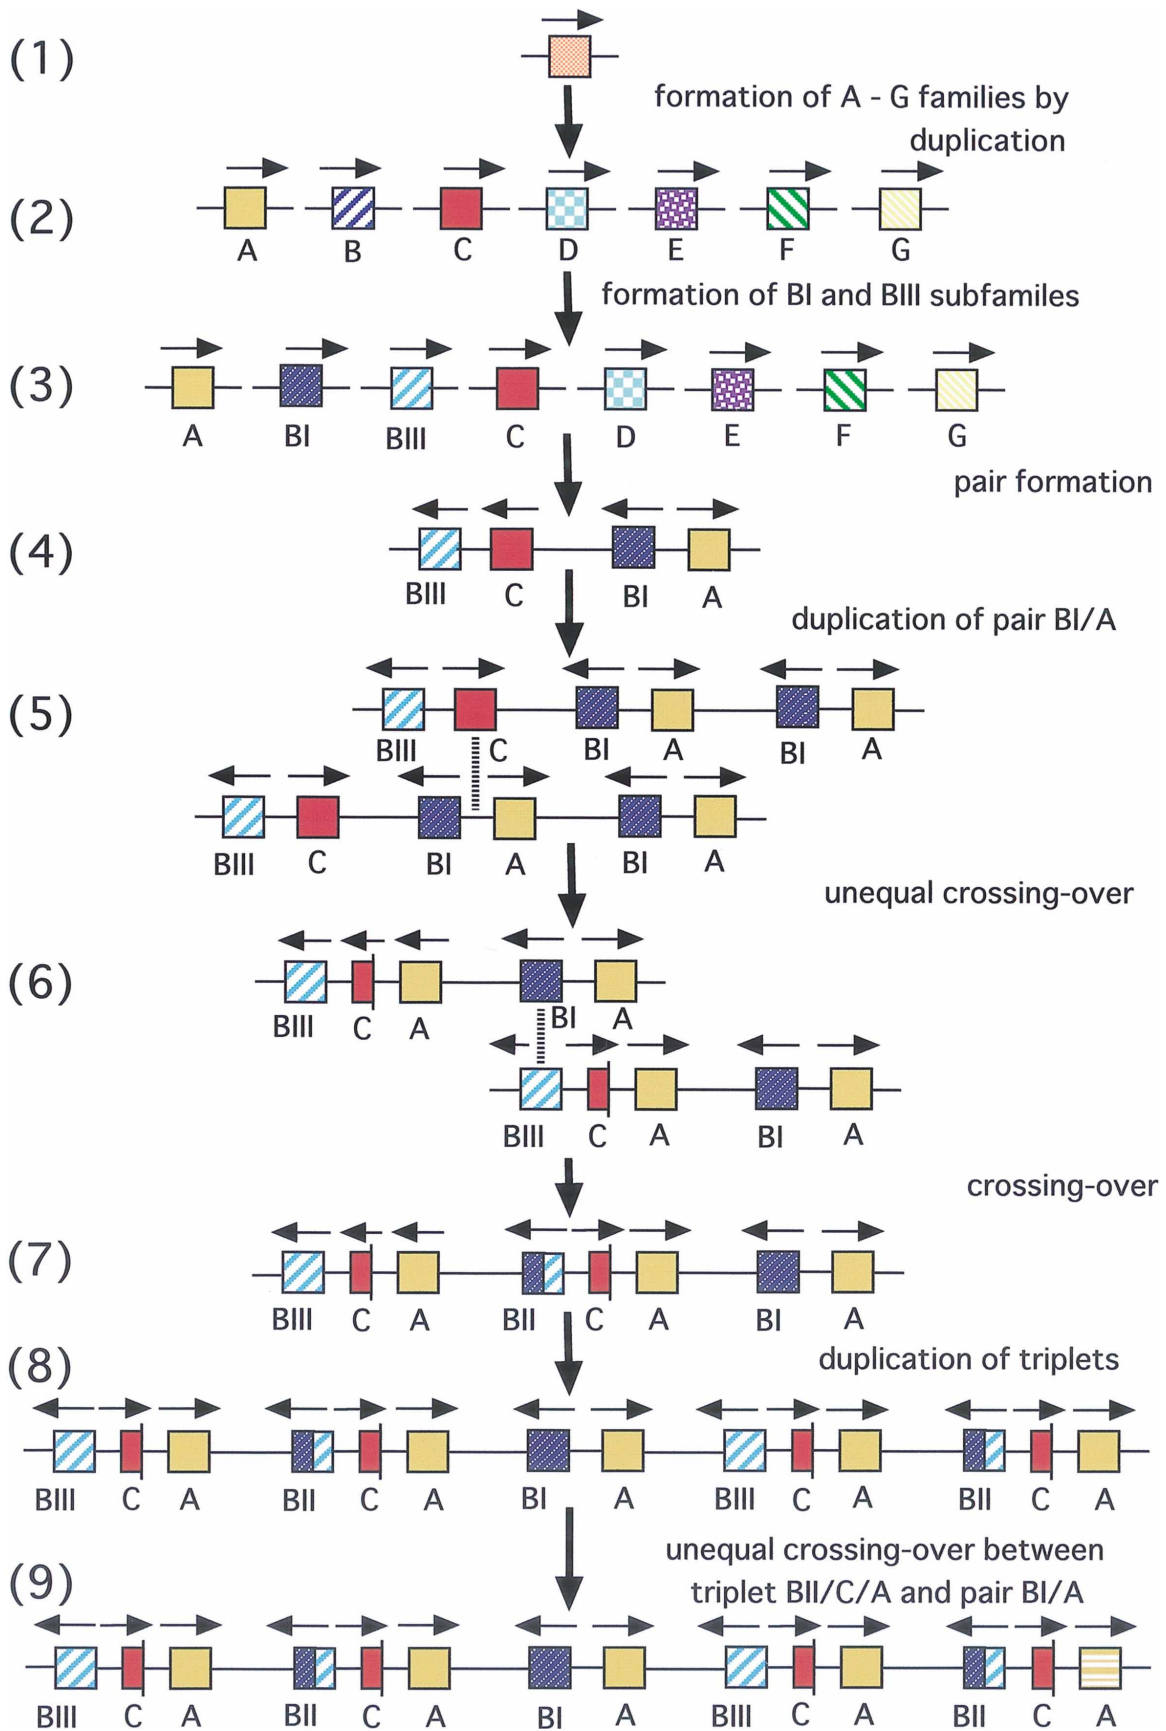 (1)
formation of A - G families by
duplication
(2)
A B C D E F G
formation of BI and BIII subfamiles
(3)
A BI BIII C D E F G
pair formation
(4)
BIII C BI A
duplication of pair BI/A
(5)
BIII C BI A BI A
BIII C BI A BI A
unequal crossing-over
(6)
BIII C A BI A
BIII C A BI A
crossing-over
(7)
BIII C A BII C A BI A
(8)
duplication of triplets
BIII C A BII C A BI A BIII C A BII C A
unequal crossing-over between
(9)
triplet BII/C/A and pair BI/A
BIII C A BII C A BI A BIII C A BII C A